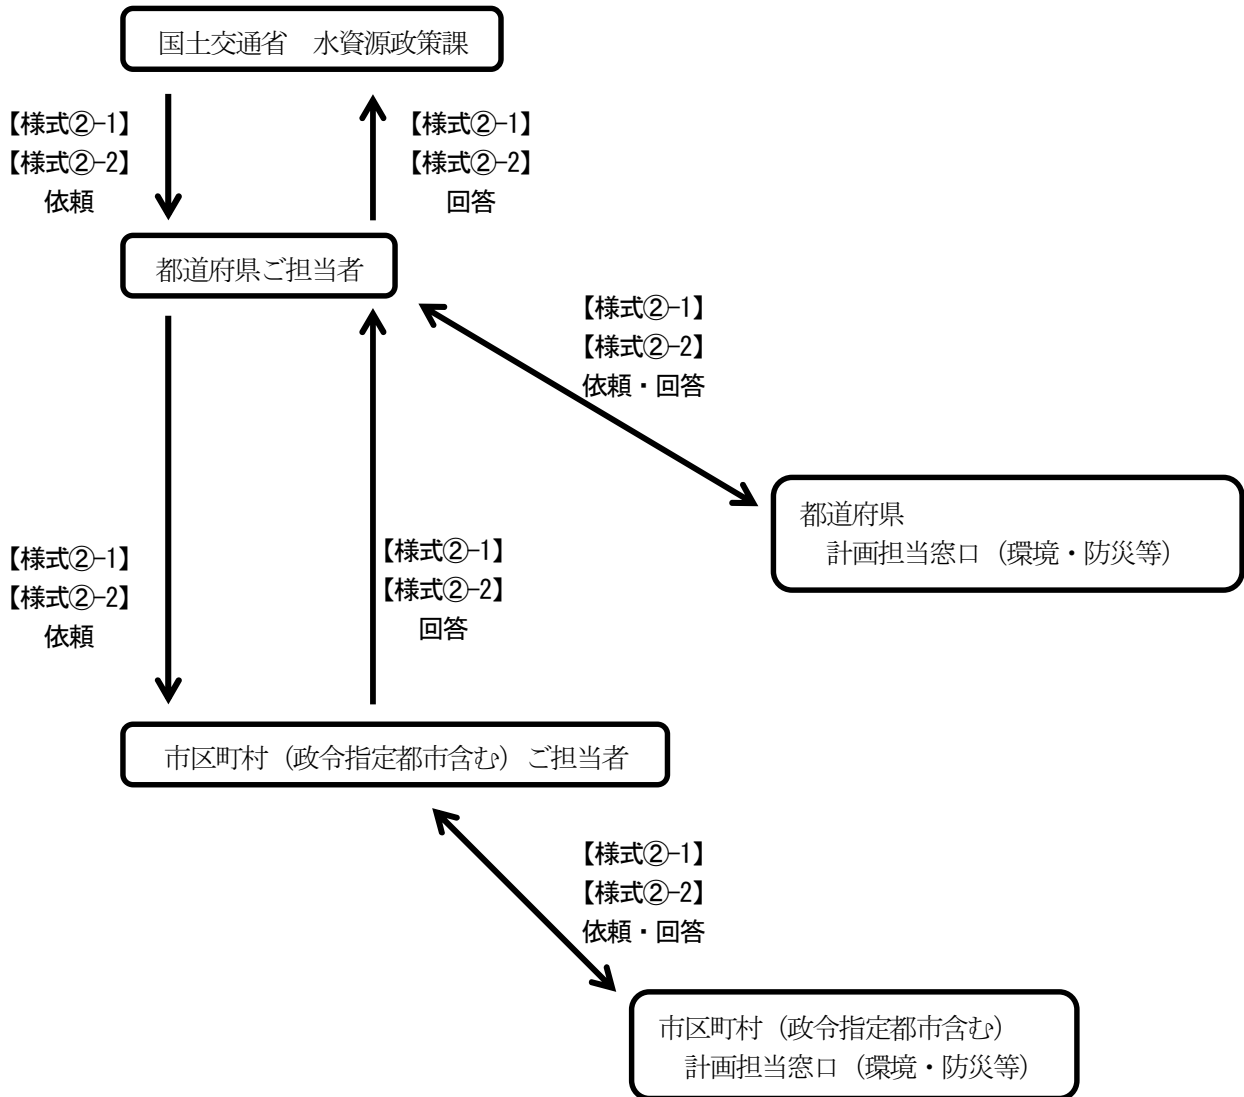 国土交通省　水資源政策課
【様式②-1】
【様式②-2】
依頼
【様式②-1】
【様式②-2】
回答
都道府県ご担当者
【様式②-1】
【様式②-2】
依頼・回答
都道府県
計画担当窓口（環境・防災等）
【様式②-1】
【様式②-2】
依頼
【様式②-1】
【様式②-2】
回答
市区町村（政令指定都市含む）ご担当者
【様式②-1】
【様式②-2】
依頼・回答
市区町村（政令指定都市含む）
計画担当窓口（環境・防災等）